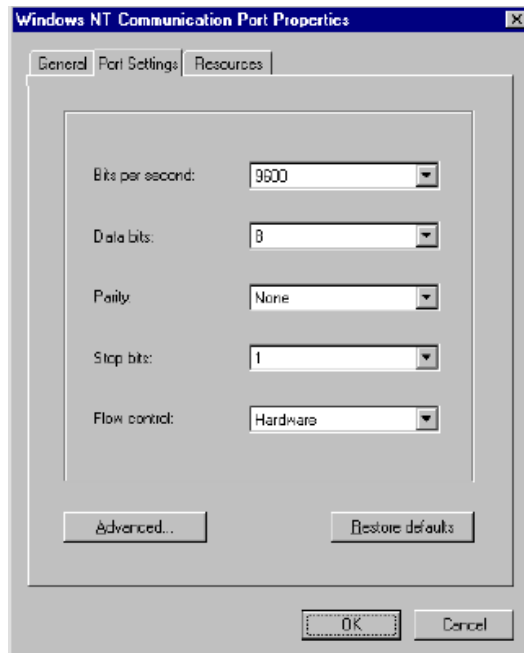 Windows NT Communication Port Properties
General Port Settings Resources
Bits per second: 9600
Data bits: 8
Parity: None
Stop bits: 1
Flow control: Hardware
Advanced... Restore defaults
OK Cancel